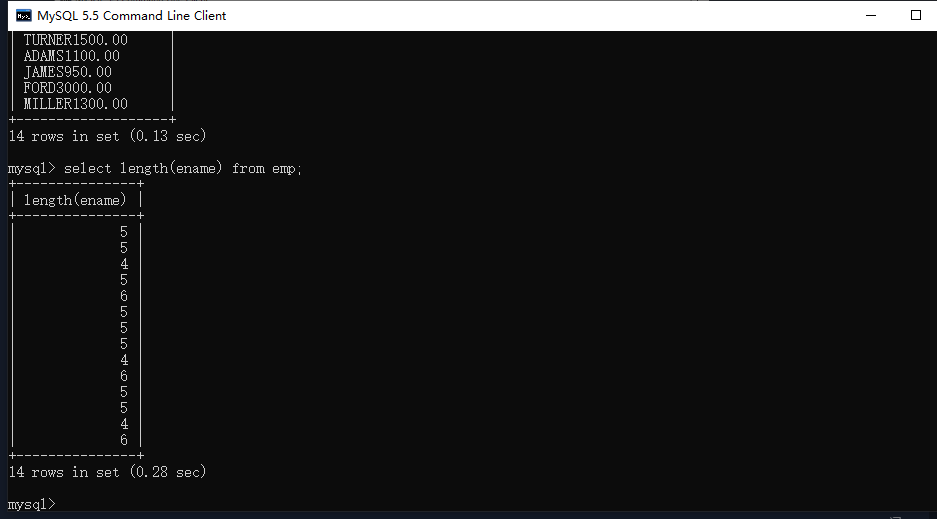 MySQL 5.5 Command Line Client
| TURNER1500.00     |
| ADAMS1100.00      |
| JAMES950.00       |
| FORD3000.00       |
| MILLER1300.00     |
+-------------------+
14 rows in set (0.13 sec)
mysql> select length(ename) from emp;
+---------------+
| length(ename) |
+---------------+
|             5 |
|             5 |
|             4 |
|             5 |
|             6 |
|             5 |
|             5 |
|             5 |
|             4 |
|             6 |
|             5 |
|             5 |
|             4 |
|             6 |
+---------------+
14 rows in set (0.28 sec)
mysql>